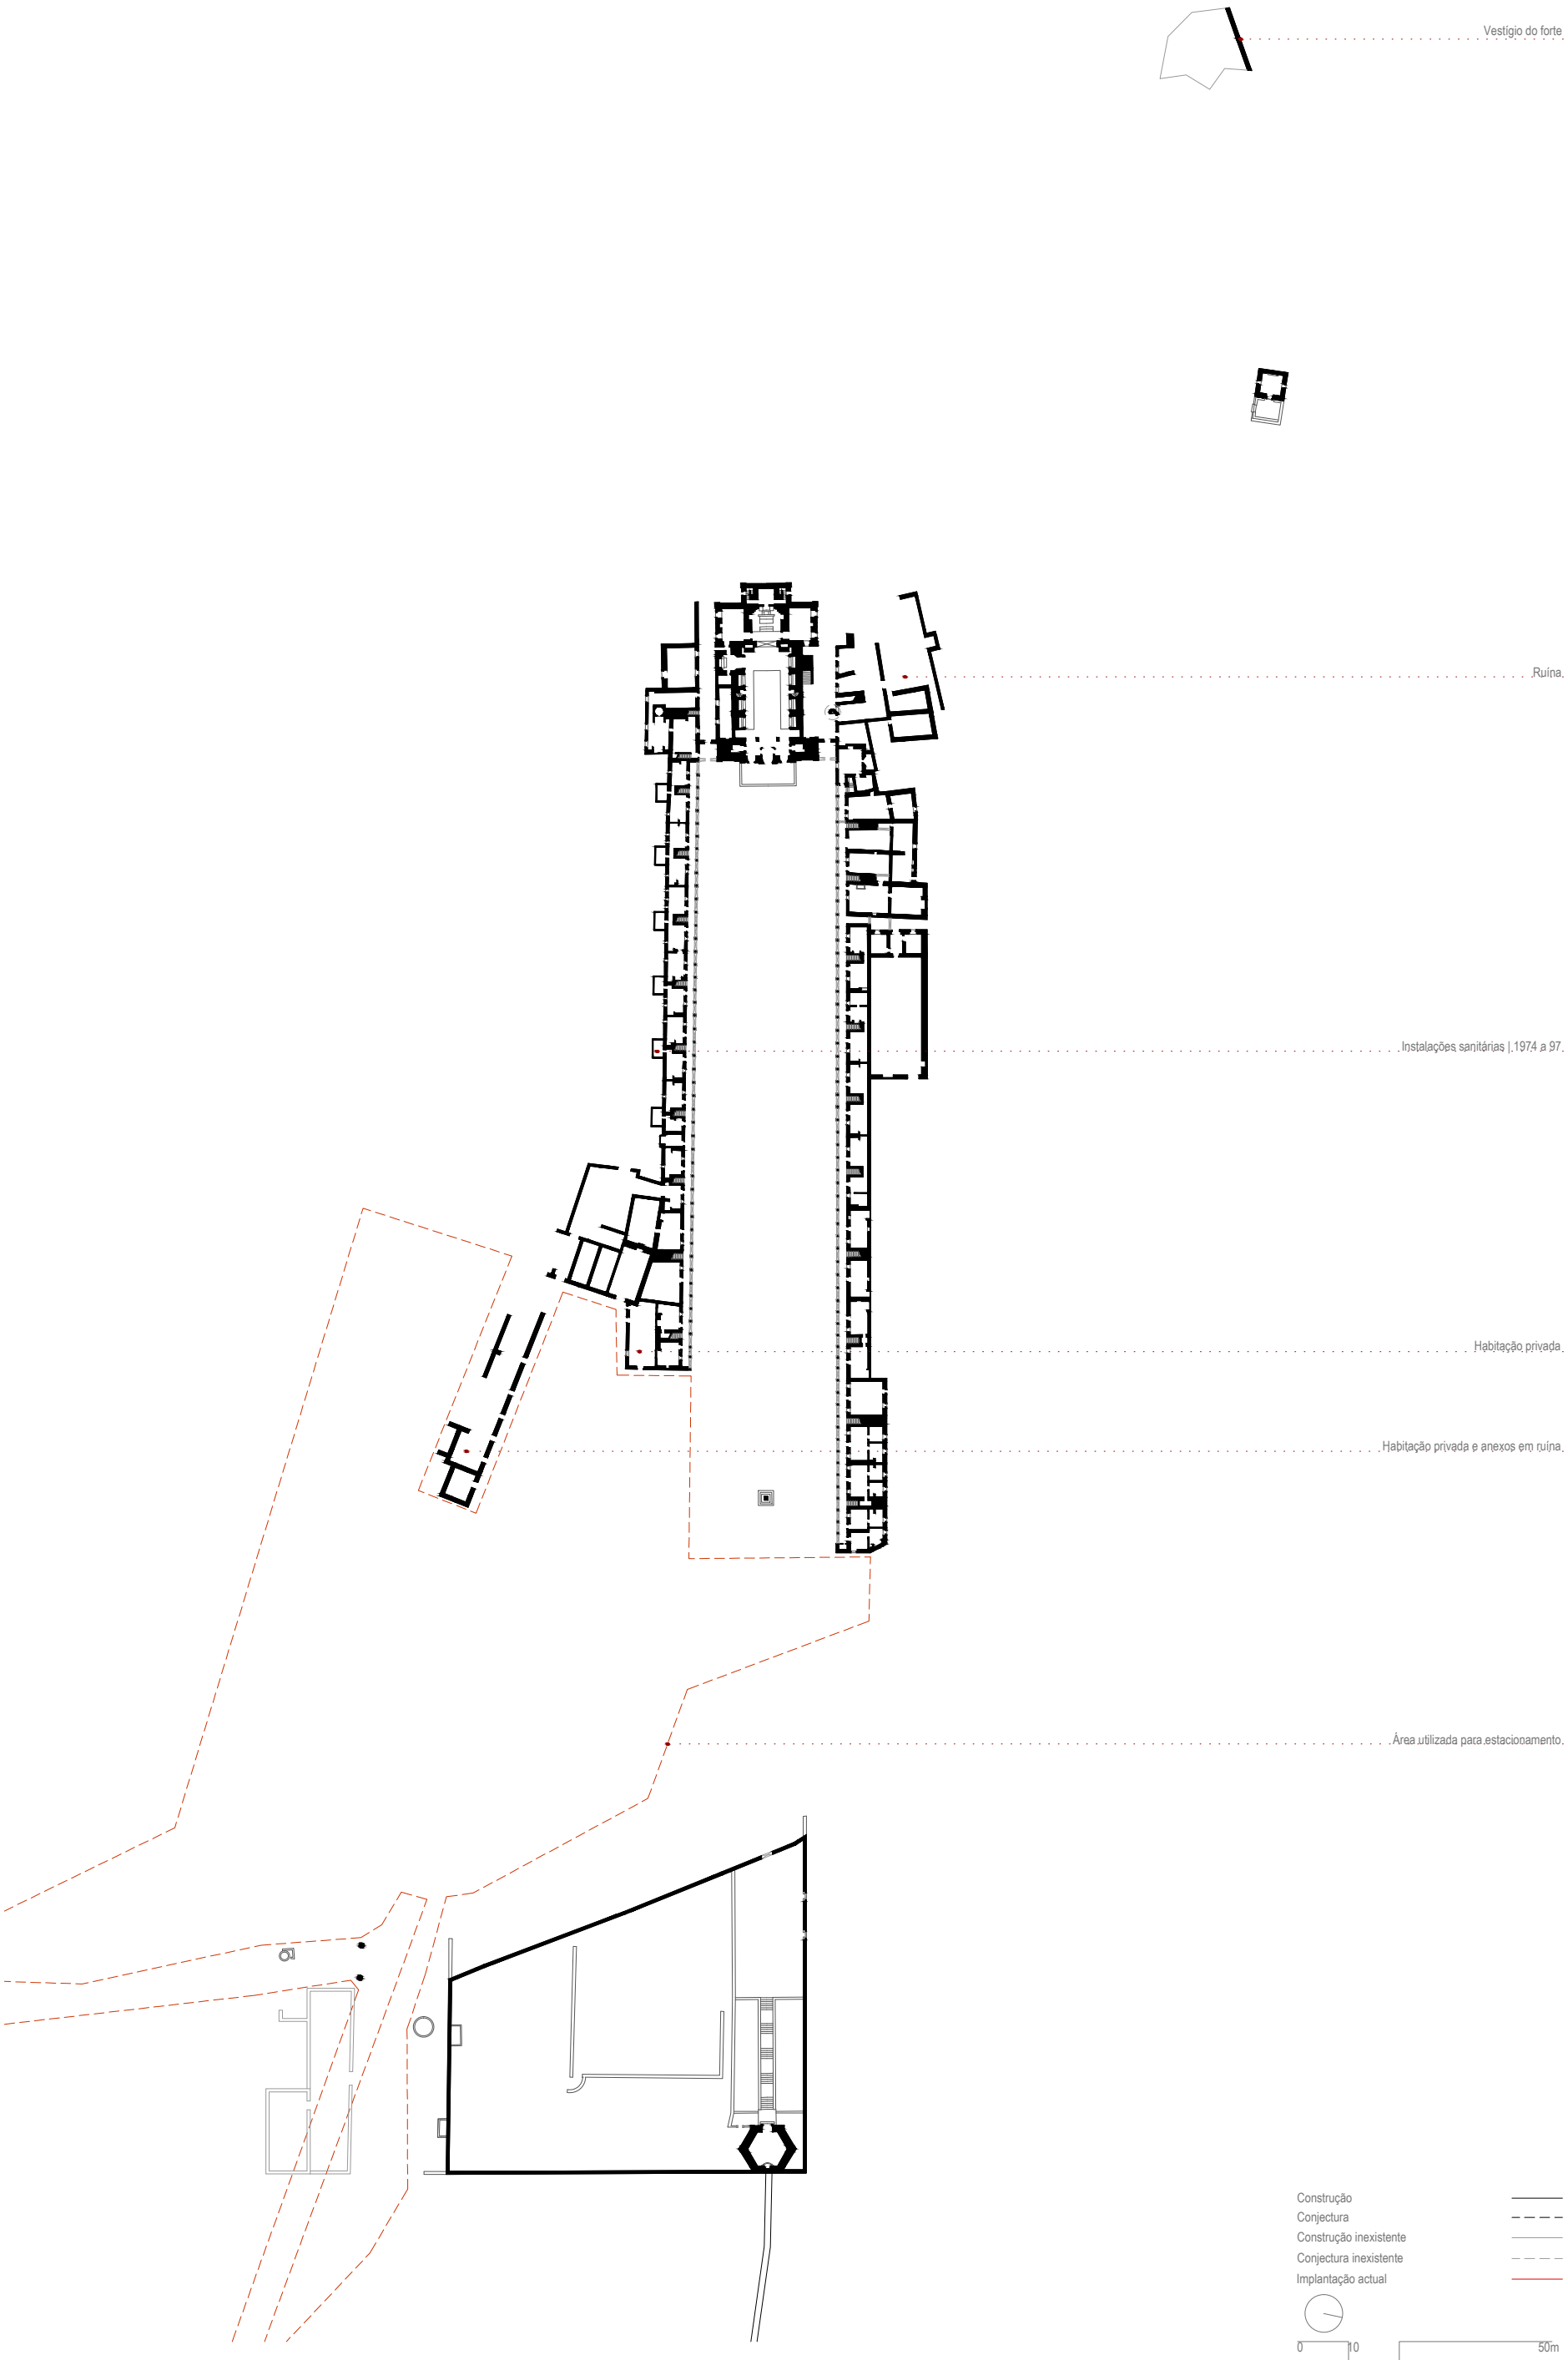 Vestígio do forte
Ruína
Instalações sanitárias | 1974 a 97
Habitação privada
Habitação privada e anexos em ruína
Área utilizada para estacionamento
Construção
Conjectura
Construção inexistente
Conjectura inexistente
Implantação actual
0 10 50m